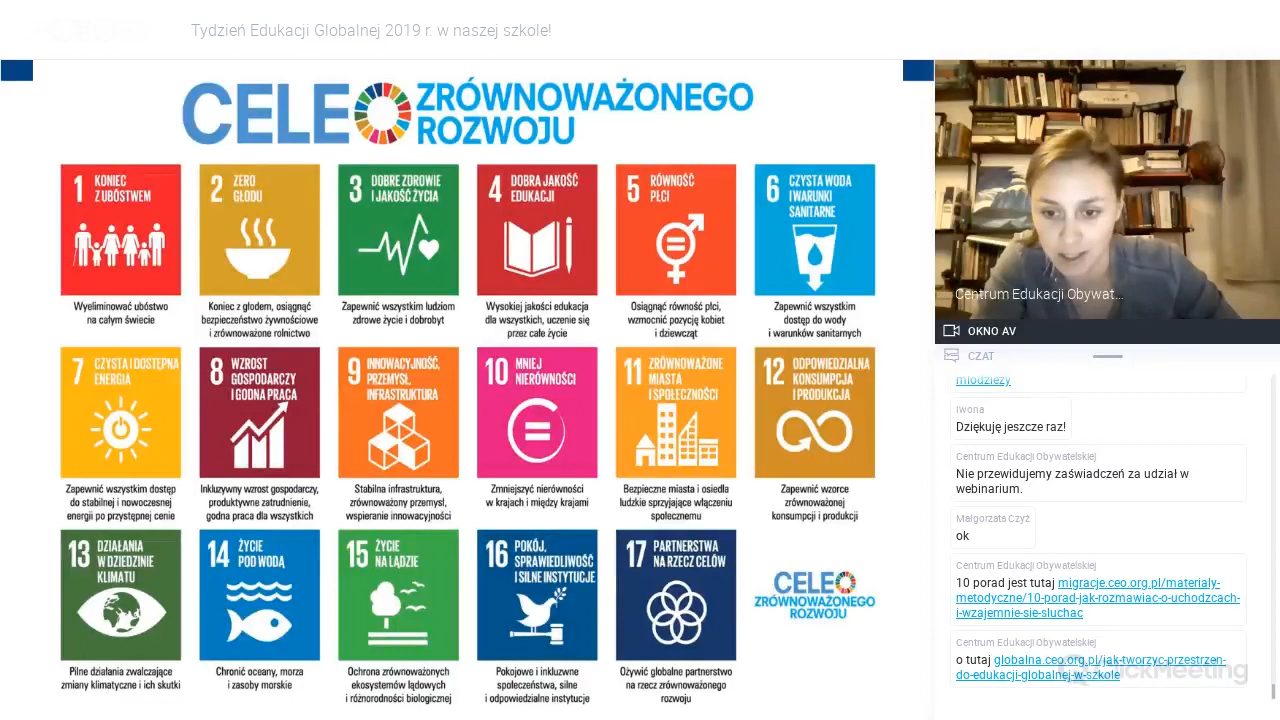 Tydzień Edukacji Globalnej 2019 r. w naszej szkole!
CELE ZRÓWNOWAŻONEGO
ROZWOJU
1 KONIEC
Z UBÓSTWEM
Wyeliminować ubóstwo
na całym świecie
2 ZERO
GŁODU
Koniec z głodem, osiągnąć
bezpieczeństwo żywnościowe
i zrównoważone rolnictwo
3 DOBRE ZDROWIE
I JAKOŚĆ ŻYCIA
Zapewnić wszystkim ludziom
zdrowe życie i dobrobyt
4 DOBRA JAKOŚĆ
EDUKACJI
Wysokiej jakości edukacja
dla wszystkich, uczenie się
przez całe życie
5 RÓWNOŚĆ
PŁCI
Osiągnąć równość płci,
wzmocnić pozycję kobiet
i dziewcząt
6 CZYSTA WODA
I WARUNKI
SANITARNE
Zapewnić wszystkim
dostęp do wody
i warunków sanitarnych
7 CZYSTA I DOSTĘPNA
ENERGIA
Zapewnić wszystkim dostęp
do stabilnej i nowoczesnej
energii po przystępnej cenie
8 WZROST
GOSPODARCZY
I GODNA PRACA
Inkluzywny wzrost gospodarczy,
produktywne zatrudnienie,
godna praca dla wszystkich
9 INNOWACYJNOŚĆ,
PRZEMYSŁ,
INFRASTRUKTURA
Stabilna infrastruktura,
zrównoważony przemysł,
wspieranie innowacyjności
10 MNIEJ
NIERÓWNOŚCI
Zmniejszyć nierówności
w krajach i między krajami
11 ZRÓWNOWAŻONE
MIASTA
I SPOŁECZNOŚCI
Bezpieczne miasta i osiedla
ludzkie sprzyjające włączeniu
społecznemu
12 ODPOWIEDZIALNA
KONSUMPCJA
I PRODUKCJA
Zapewnić wzorce
zrównoważonej
konsumpcji i produkcji
13 DZIAŁANIA
W DZIEDZINIE
KLIMATU
Pilne działania zwalczające
zmiany klimatyczne i ich skutki
14 ŻYCIE
POD WODĄ
Chronić oceany, morza
i zasoby morskie
15 ŻYCIE
NA LĄDZIE
Ochrona zrównoważonych
ekosystemów lądowych
i różnorodności biologicznej
16 POKÓJ,
SPRAWIEDLIWOŚĆ
I SILNE INSTYTUCJE
Pokojowe i inkluzywne
społeczeństwa, silne
i odpowiedzialne instytucje
17 PARTNERSTWA
NA RZECZ CELÓW
Ożywić globalne partnerstwo
na rzecz zrównoważonego
rozwoju
CELE
ZRÓWNOWAŻONEGO
ROZWOJU
Centrum Edukacji Obywat...
OKNO AV
CZAT
młodzieży
Iwona
Dziękuję jeszcze raz!
Centrum Edukacji Obywatelskiej
Nie przewidujemy zaświadczeń za udział w
webinarium.
Małgorzata Czyż
ok
Centrum Edukacji Obywatelskiej
10 porad jest tutaj migracje.ceo.org.pl/materialy-
metodyczne/10-porad-jak-rozmawiac-o-uchodzcach-
i-wzajemnie-sie-sluchac
Centrum Edukacji Obywatelskiej
o tutaj globalna.ceo.org.pl/jak-tworzyc-przestrzen-
do-edukacji-globalnej-w-szkole
ClickMeeting